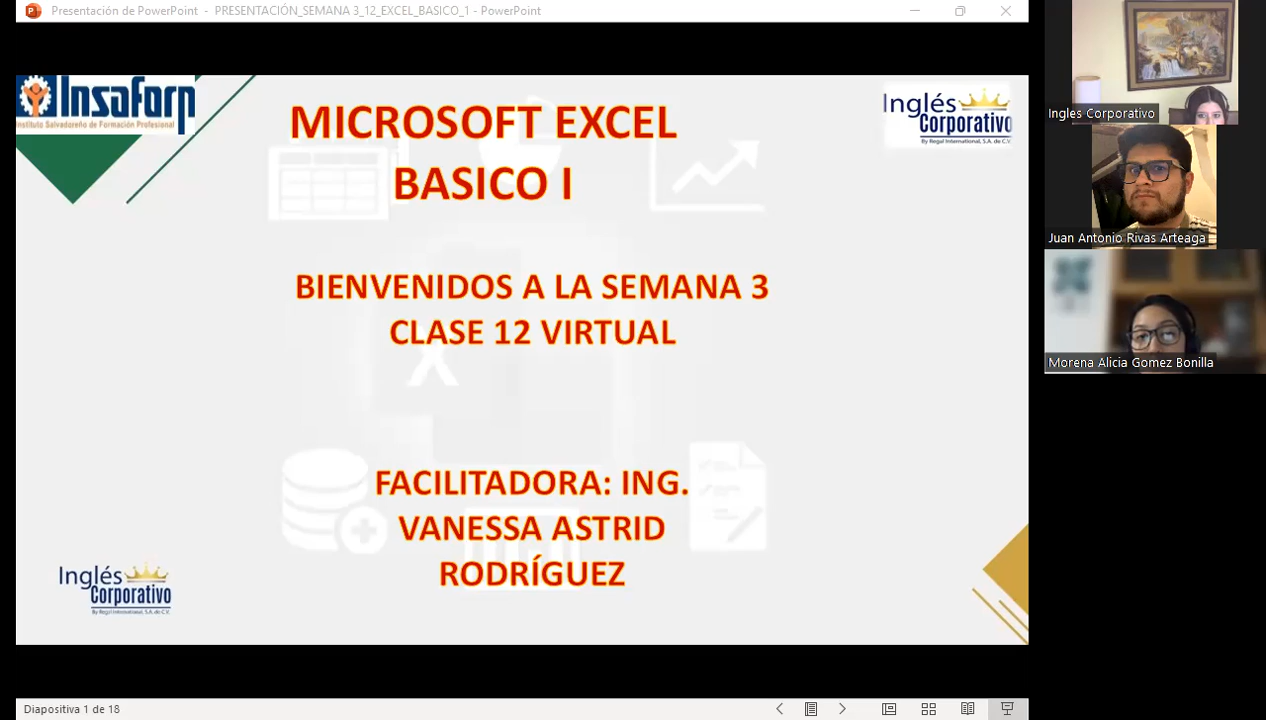 Presentación de PowerPoint - PRESENTACIÓN_SEMANA 3_12_EXCEL_BASICO_1 - PowerPoint
Insaforp
Instituto Salvadoreño de Formación Profesional
MICROSOFT EXCEL
BASICO I
Inglés
Corporativo
By Regal International, S.A. de C.V.
BIENVENIDOS A LA SEMANA 3
CLASE 12 VIRTUAL
FACILITADORA: ING.
VANESSA ASTRID
RODRÍGUEZ
Inglés
Corporativo
By Regal International, S.A. de C.V.
Diapositiva 1 de 18
Ingles Corporativo
Juan Antonio Rivas Arteaga
Morena Alicia Gomez Bonilla